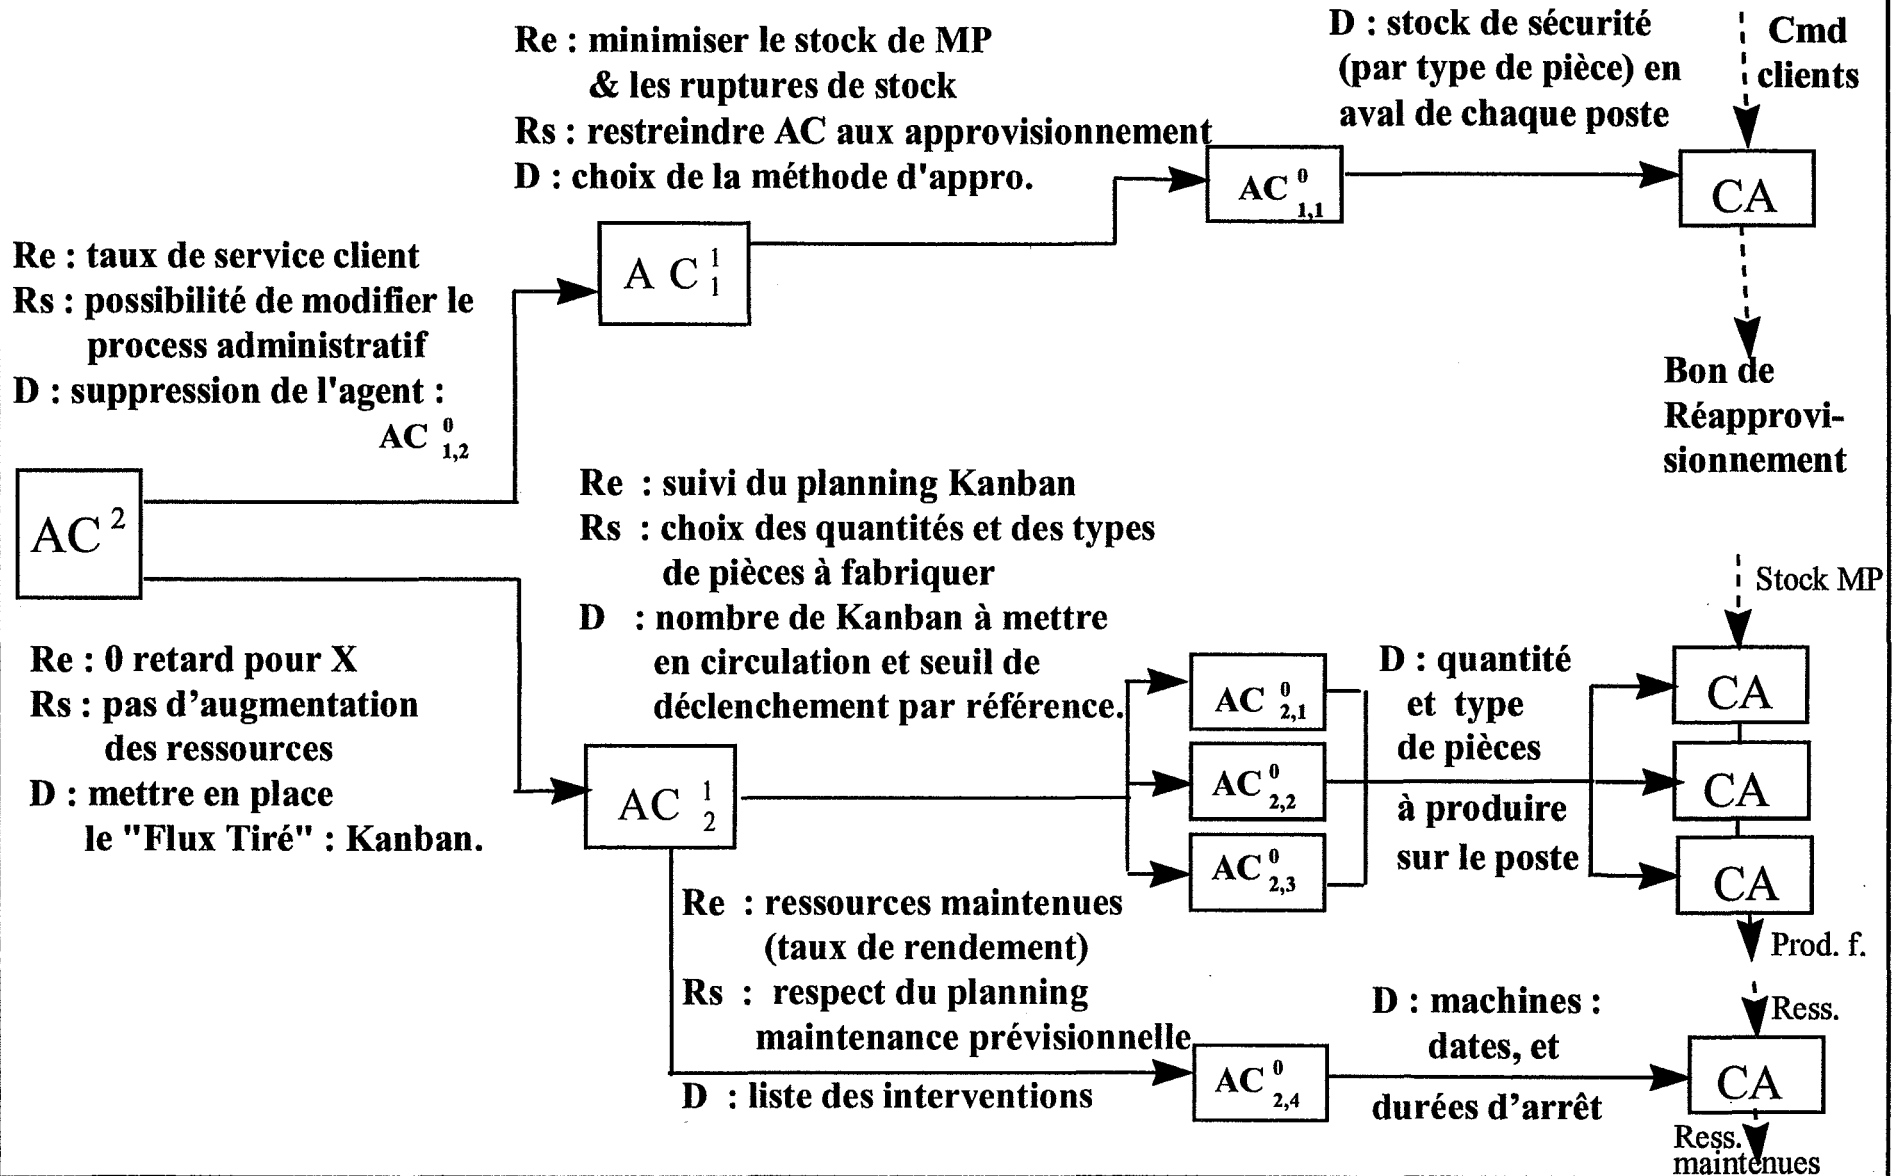 Re : minimiser le stock de MP
& les ruptures de stock
Rs : restreindre AC aux approvisionnement
D : choix de la méthode d'appro.
D : stock de sécurité
(par type de pièce) en
aval de chaque poste
Cmd
clients
AC 0 1,1
CA
Re : taux de service client
Rs : possibilité de modifier le
process administratif
D : suppression de l'agent :
AC 0 1,2
A C 1 1
Bon de
Réapprovi-
sionnement
AC 2
Re : suivi du planning Kanban
Rs : choix des quantités et des types
de pièces à fabriquer
D : nombre de Kanban à mettre
en circulation et seuil de
déclenchement par référence.
Stock MP
Re : 0 retard pour X
Rs : pas d'augmentation
des ressources
D : mettre en place
le "Flux Tiré" : Kanban.
AC 1 2
AC 0 2,1
AC 0 2,2
AC 0 2,3
D : quantité
et type
de pièces
à produire
sur le poste
CA
CA
CA
Prod. f.
Re : ressources maintenues
(taux de rendement)
Rs : respect du planning
maintenance prévisionnelle
D : liste des interventions
AC 0 2,4
D : machines :
dates, et
durées d'arrêt
Ress.
CA
Ress.
maintenues